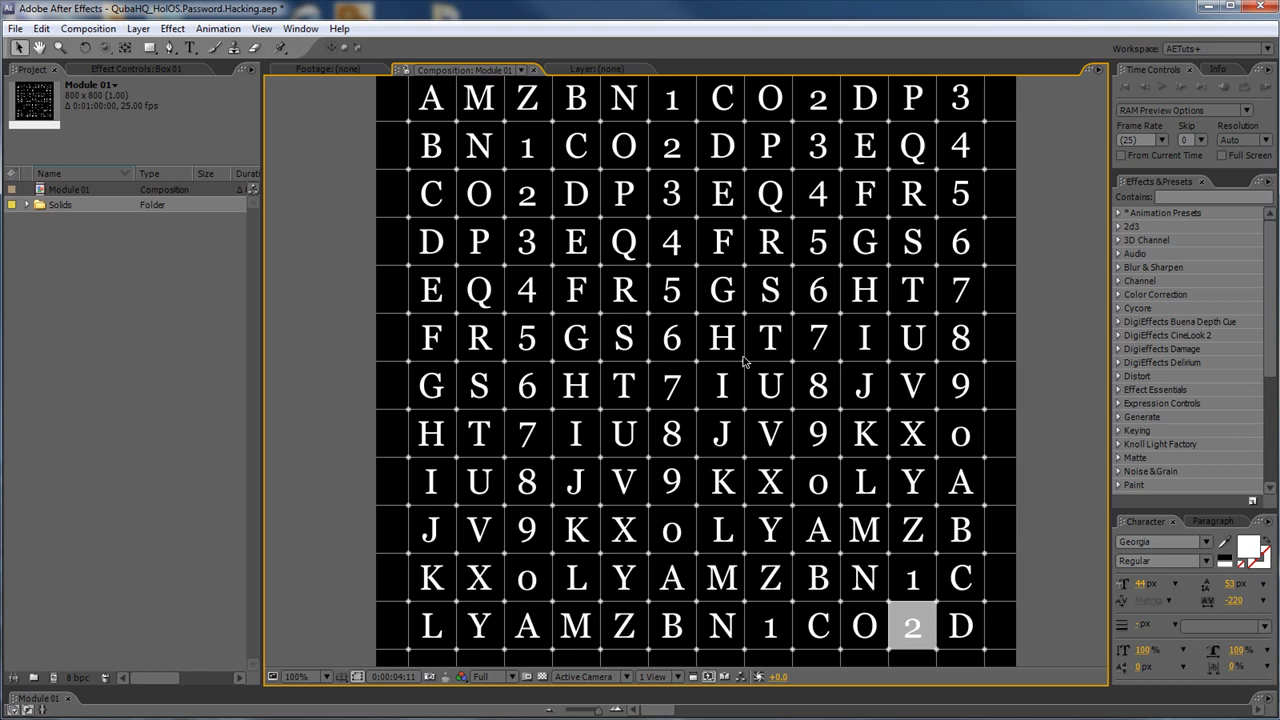 Adobe After Effects - QubaHQ_HolOS.Password.Hacking.aep *
File Edit Composition Layer Effect Animation View Window Help
Workspace: AETuts+
Project Effect Controls: Box 01 Footage: (none) Composition: Module 01 Layer: (none) Time Controls Info
Module 01
800 x 800 (1.00)
Δ 0:01:00:00, 25.00 fps
Name Type Size Durati
Module 01 Composition Δ
Solids Folder
A M Z B N 1 C O 2 D P 3
B N 1 C O 2 D P 3 E Q 4
C O 2 D P 3 E Q 4 F R 5
D P 3 E Q 4 F R 5 G S 6
E Q 4 F R 5 G S 6 H T 7
F R 5 G S 6 H T 7 I U 8
G S 6 H T 7 I U 8 J V 9
H T 7 I U 8 J V 9 K X 0
I U 8 J V 9 K X 0 L Y A
J V 9 K X 0 L Y A M Z B
K X 0 L Y A M Z B N 1 C
L Y A M Z B N 1 C O 2 D
RAM Preview Options
Frame Rate Skip Resolution
(25) 0 Auto
From Current Time Full Screen
Effects & Presets
Contains:
* Animation Presets
2d3
3D Channel
Audio
Blur & Sharpen
Channel
Color Correction
Cycore
DigiEffects Buena Depth Cue
DigiEffects CineLook 2
Digieffects Damage
DigiEffects Delirium
Distort
Effect Essentials
Expression Controls
Generate
Keying
Knoll Light Factory
Matte
Noise & Grain
Paint
Character Paragraph
Georgia
Regular
44 px 53 px
Metrics -220
- px
100 % 100 %
0 px 0 %
8 bpc
100% 0:00:04:11 Full Active Camera 1 View +0.0
Module 01